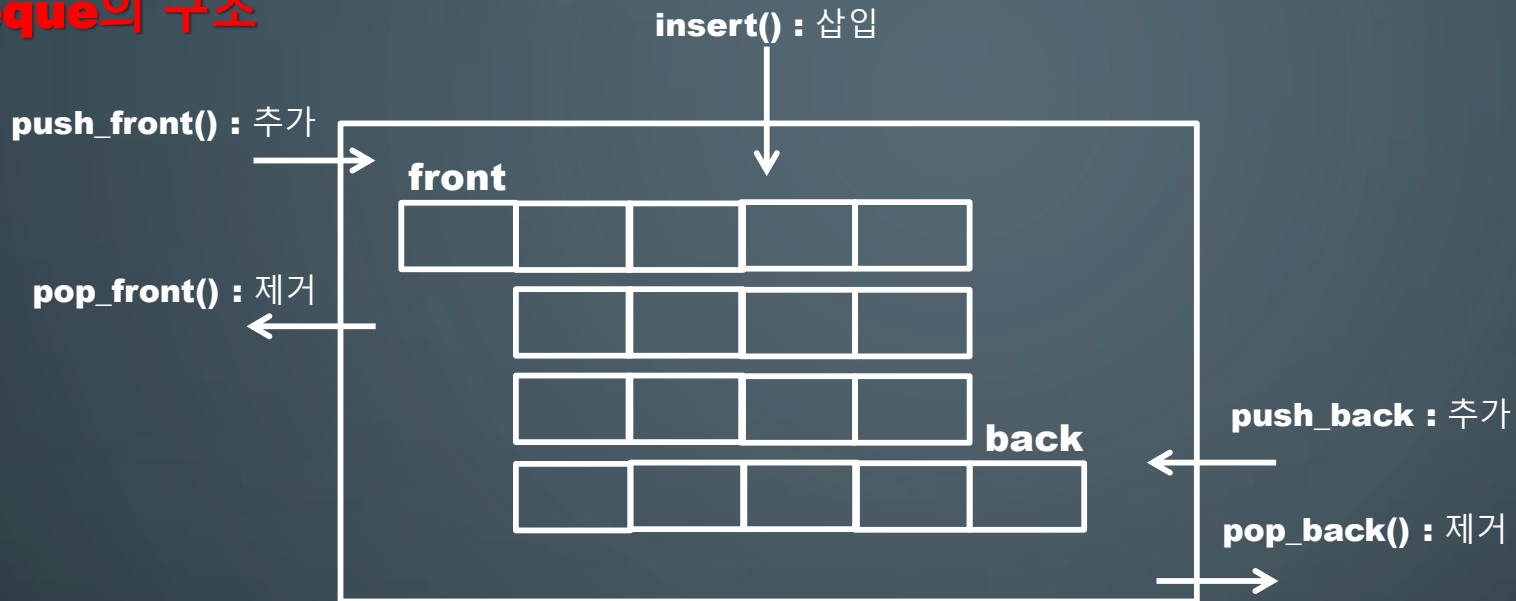 eque의 구조
insert() : 삽입
push_front() : 추가
front
pop_front() : 제거
push_back : 추가
back
pop_back() : 제거